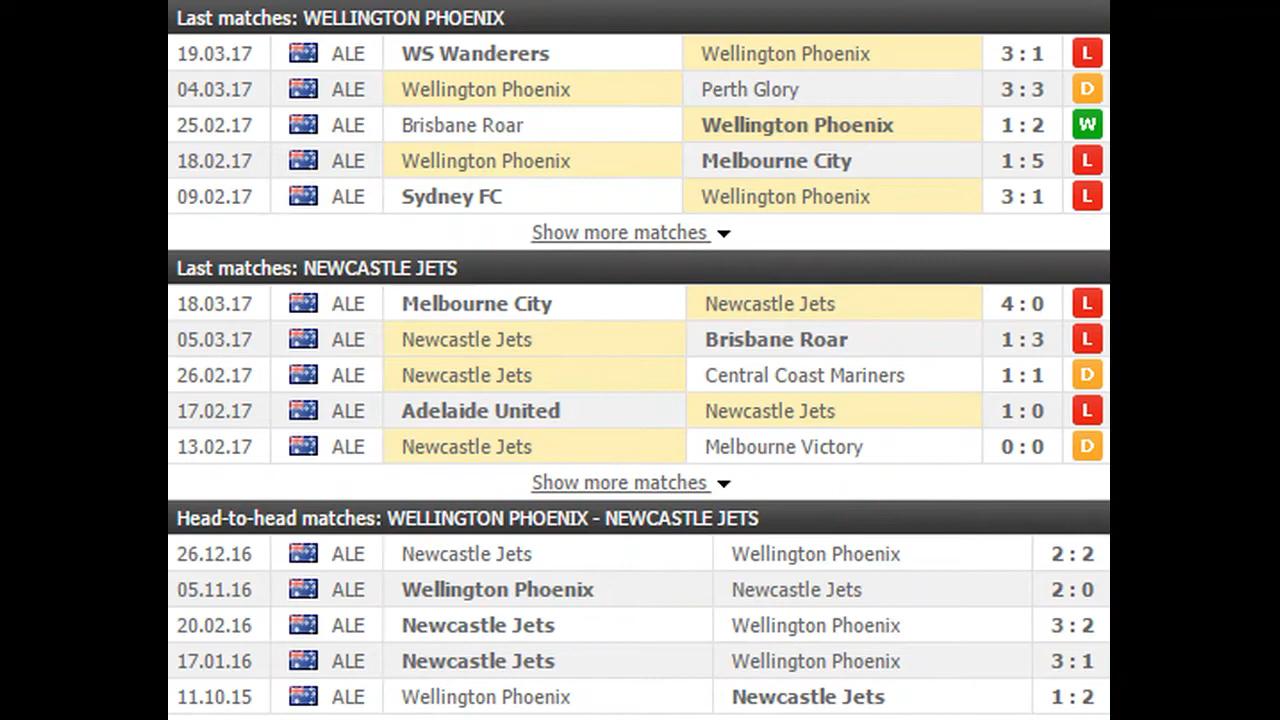 Last matches: WELLINGTON PHOENIX
19.03.17 ALE WS Wanderers Wellington Phoenix 3 : 1 L
04.03.17 ALE Wellington Phoenix Perth Glory 3 : 3 D
25.02.17 ALE Brisbane Roar Wellington Phoenix 1 : 2 W
18.02.17 ALE Wellington Phoenix Melbourne City 1 : 5 L
09.02.17 ALE Sydney FC Wellington Phoenix 3 : 1 L
Show more matches
Last matches: NEWCASTLE JETS
18.03.17 ALE Melbourne City Newcastle Jets 4 : 0 L
05.03.17 ALE Newcastle Jets Brisbane Roar 1 : 3 L
26.02.17 ALE Newcastle Jets Central Coast Mariners 1 : 1 D
17.02.17 ALE Adelaide United Newcastle Jets 1 : 0 L
13.02.17 ALE Newcastle Jets Melbourne Victory 0 : 0 D
Show more matches
Head-to-head matches: WELLINGTON PHOENIX - NEWCASTLE JETS
26.12.16 ALE Newcastle Jets Wellington Phoenix 2 : 2
05.11.16 ALE Wellington Phoenix Newcastle Jets 2 : 0
20.02.16 ALE Newcastle Jets Wellington Phoenix 3 : 2
17.01.16 ALE Newcastle Jets Wellington Phoenix 3 : 1
11.10.15 ALE Wellington Phoenix Newcastle Jets 1 : 2